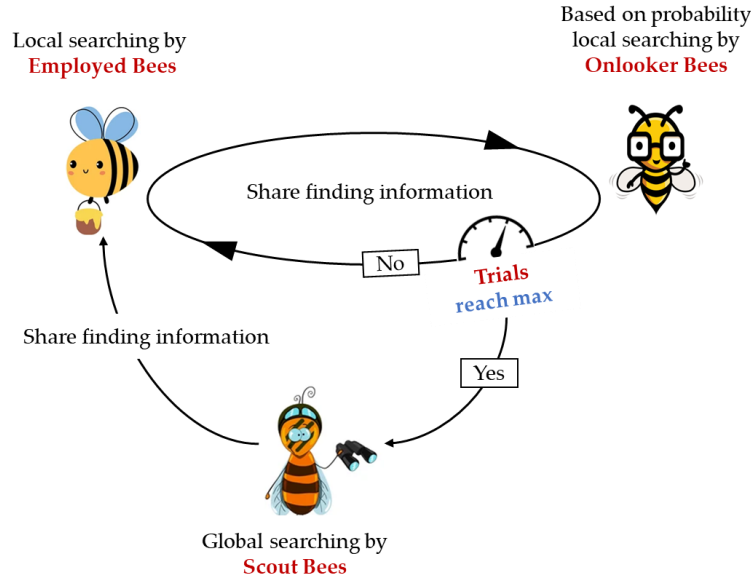 Local searching by
Employed Bees
Based on probability
local searching by
Onlooker Bees
Share finding information
No
Trials
reach max
Share finding information
Yes
Global searching by
Scout Bees